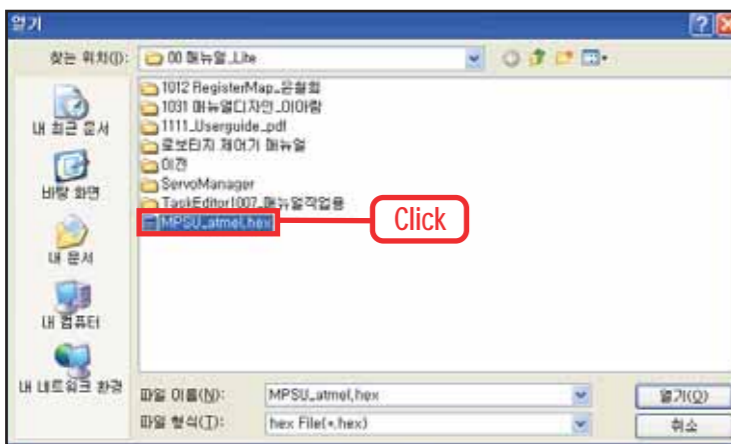 열기
찾는 위치(I): 00 매뉴얼_Lite
1012 RegisterMap_윤철희
1031 매뉴얼디자인_이아람
1111_Userguide_pdf
로보티지 제어기 매뉴얼
이전
ServoManager
TaskEditor1007_매뉴얼작업용
MPSU_atmel.hex
Click
내 최근 문서
바탕 화면
내 문서
내 컴퓨터
내 네트워크 환경
파일 이름(N): MPSU_atmel.hex 열기(O)
파일 형식(T): hex File(*.hex) 취소